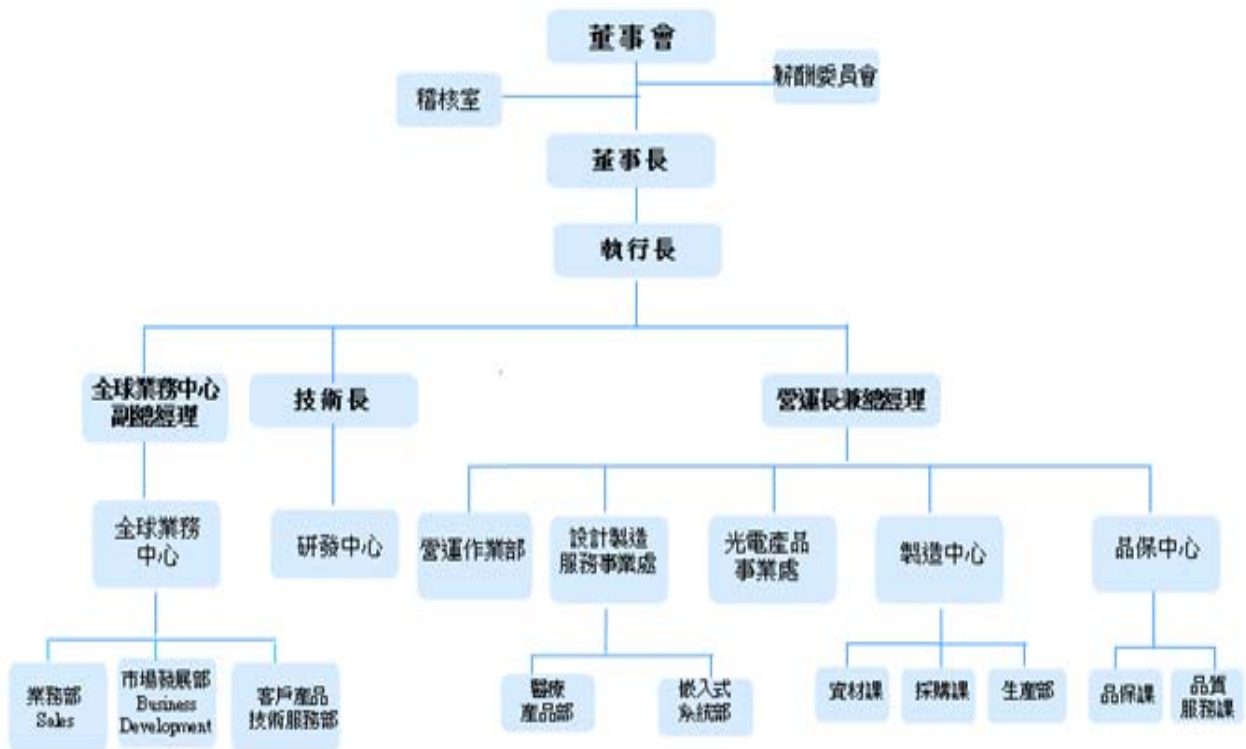 董事會
稽核室
薪酬委員會
董事長
執行長
全球業務中心
副總經理
技術長
營運長兼總經理
全球業務
中心
研發中心
營運作業部
設計製造
服務事業處
光電產品
事業處
製造中心
品保中心
業務部
Sales
市場發展部
Business
Development
客戶產品
技術服務部
醫療
產品部
嵌入式
系統部
資材課
採購課
生產部
品保課
品質
服務課